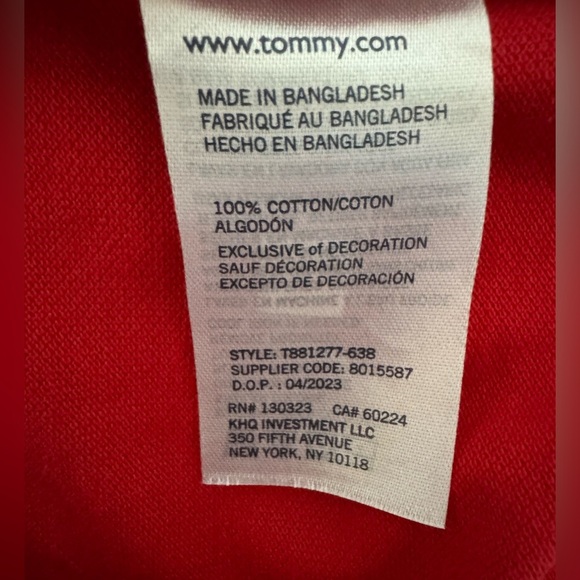 www.tommy.com
MADE IN BANGLADESH
FABRIQUÉ AU BANGLADESH
HECHO EN BANGLADESH
100% COTTON/COTON
ALGODÓN
EXCLUSIVE of DECORATION
SAUF DÉCORATION
EXCEPTO DE DECORACIÓN
STYLE: T881277-638
SUPPLIER CODE: 8015587
D.O.P. : 04/2023
RN# 130323 CA# 60224
KHQ INVESTMENT LLC
350 FIFTH AVENUE
NEW YORK, NY 10118